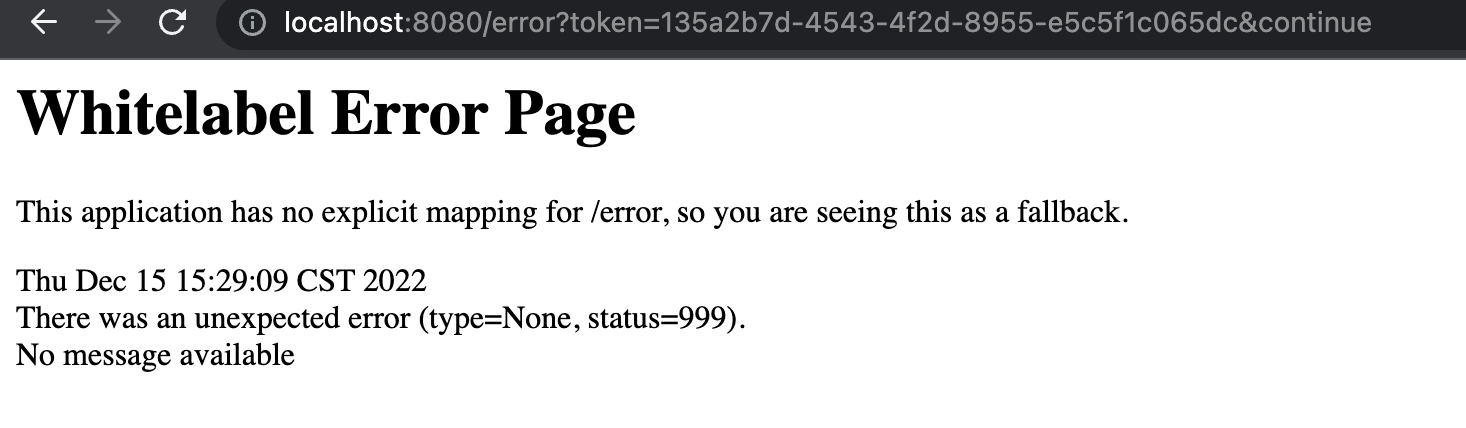 localhost:8080/error?token=135a2b7d-4543-4f2d-8955-e5c5f1c065dc&continue
Whitelabel Error Page
This application has no explicit mapping for /error, so you are seeing this as a fallback.
Thu Dec 15 15:29:09 CST 2022
There was an unexpected error (type=None, status=999).
No message available